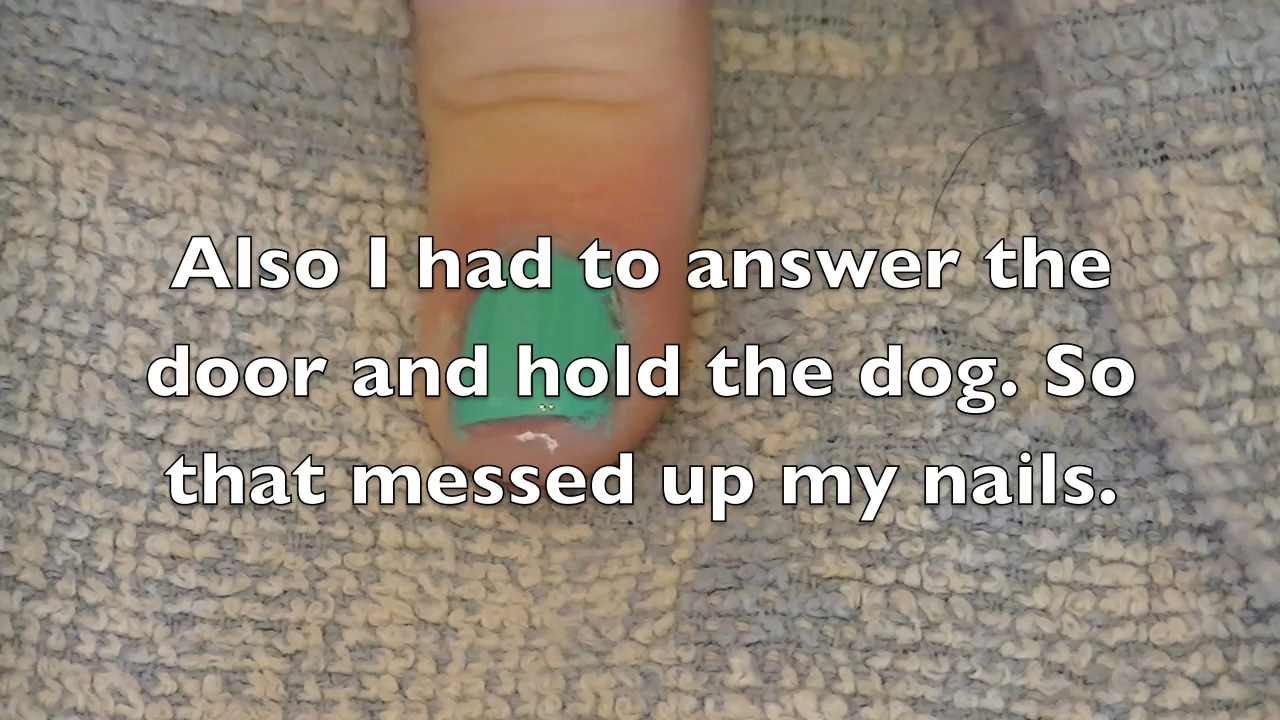 Also I had to answer the
door and hold the dog. So
that messed up my nails.